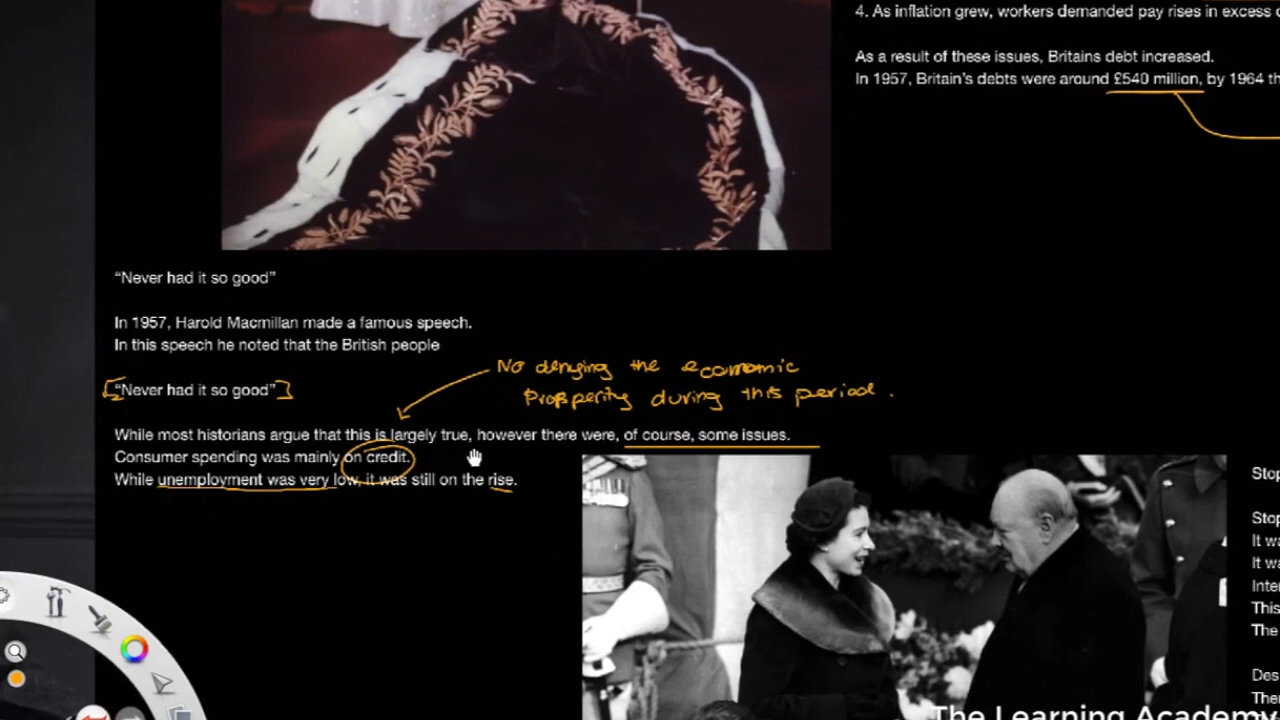 4. As inflation grew, workers demanded pay rises in excess
As a result of these issues, Britains debt increased.
In 1957, Britain's debts were around £540 million, by 1964
“Never had it so good”
In 1957, Harold Macmillan made a famous speech.
In this speech he noted that the British people
No denying the economic
prosperity during this period.
[“Never had it so good”]
While most historians argue that this is largely true, however there were, of course, some issues.
Consumer spending was mainly on credit.
While unemployment was very low, it was still on the rise.
Stop
Stop
It wa
It wa
Inter
This
The
Des
Ther
The Learning Academy